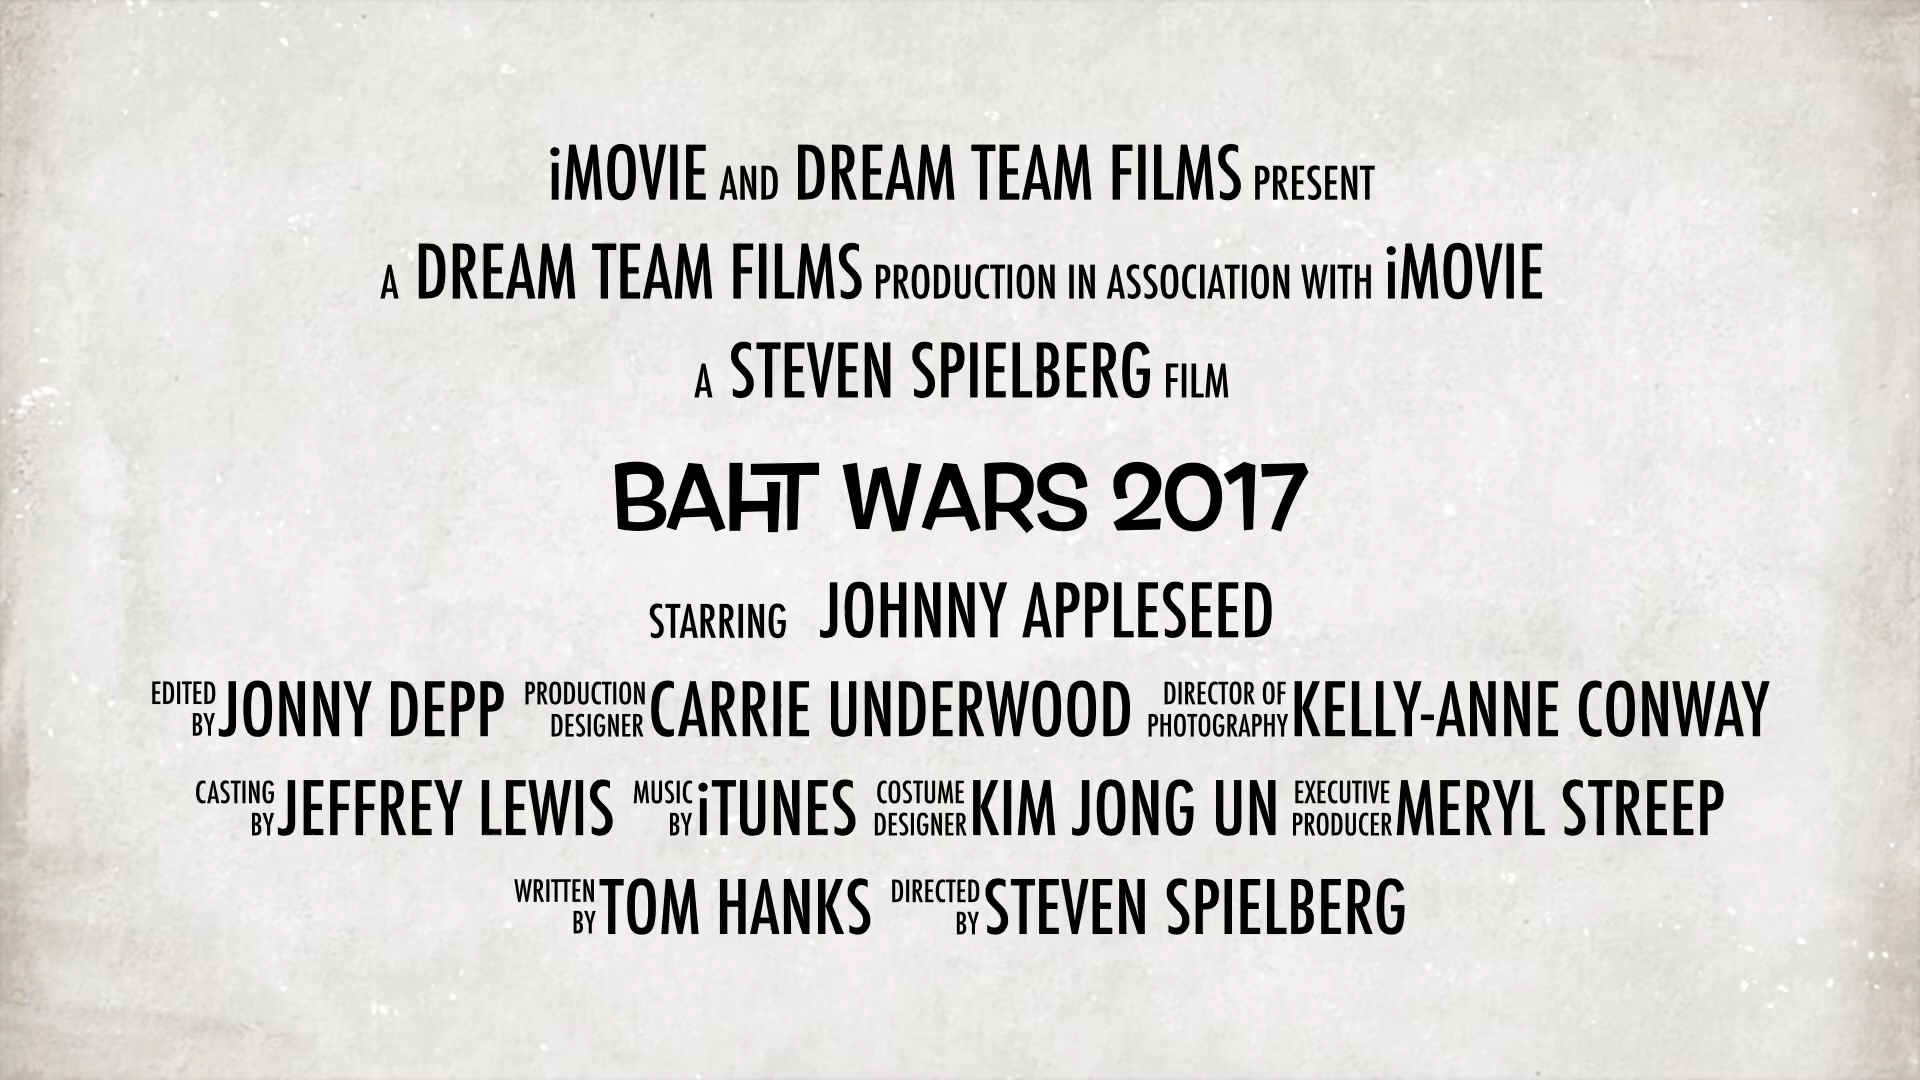 iMOVIE AND DREAM TEAM FILMS PRESENT
A DREAM TEAM FILMS PRODUCTION IN ASSOCIATION WITH iMOVIE
A STEVEN SPIELBERG FILM
BAHT WARS 2017
STARRING JOHNNY APPLESEED
EDITED BY JONNY DEPP PRODUCTION DESIGNER CARRIE UNDERWOOD DIRECTOR OF PHOTOGRAPHY KELLY-ANNE CONWAY
CASTING BY JEFFREY LEWIS MUSIC BY iTUNES COSTUME DESIGNER KIM JONG UN EXECUTIVE PRODUCER MERYL STREEP
WRITTEN BY TOM HANKS DIRECTED BY STEVEN SPIELBERG